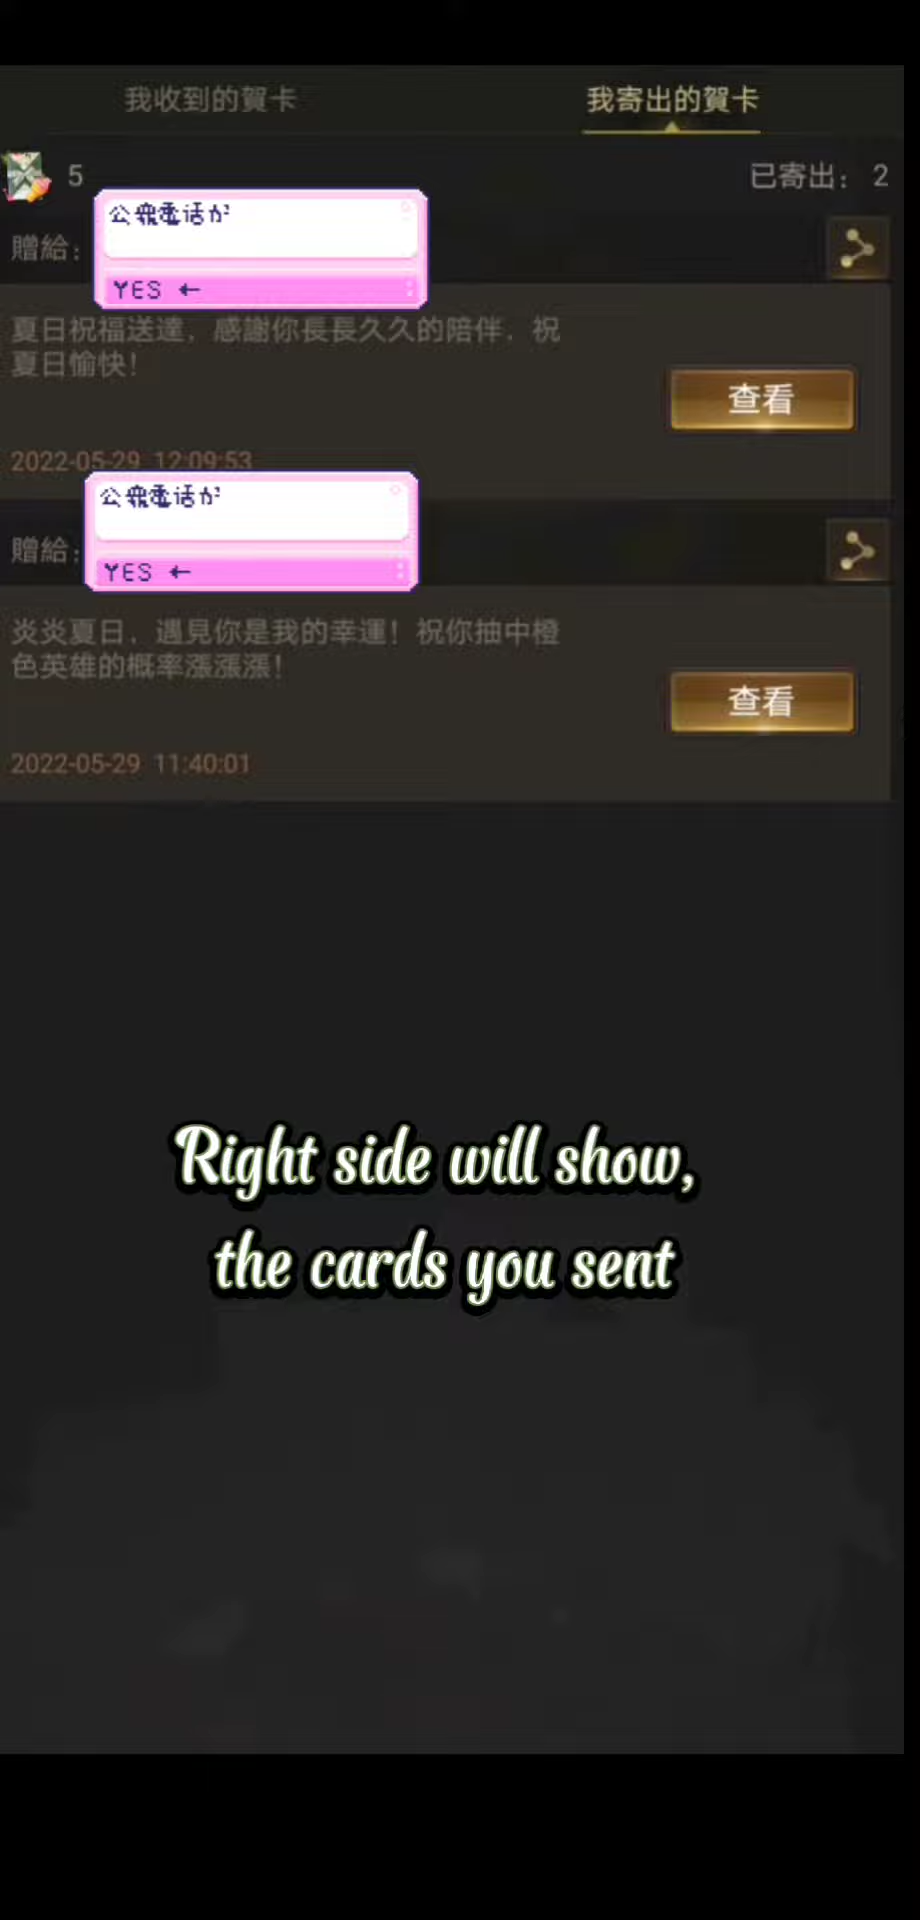 我收到的賀卡
我寄出的賀卡
5
已寄出：2
贈給：
公衆電话が
YES ←
夏日祝福送達，感謝你長長久久的陪伴，祝
夏日愉快！
查看
2022-05-29 12:09:53
贈給：
公衆電话が
YES ←
炎炎夏日，遇見你是我的幸運！祝你抽中橙
色英雄的概率漲漲漲！
查看
2022-05-29 11:40:01
Right side will show,
the cards you sent